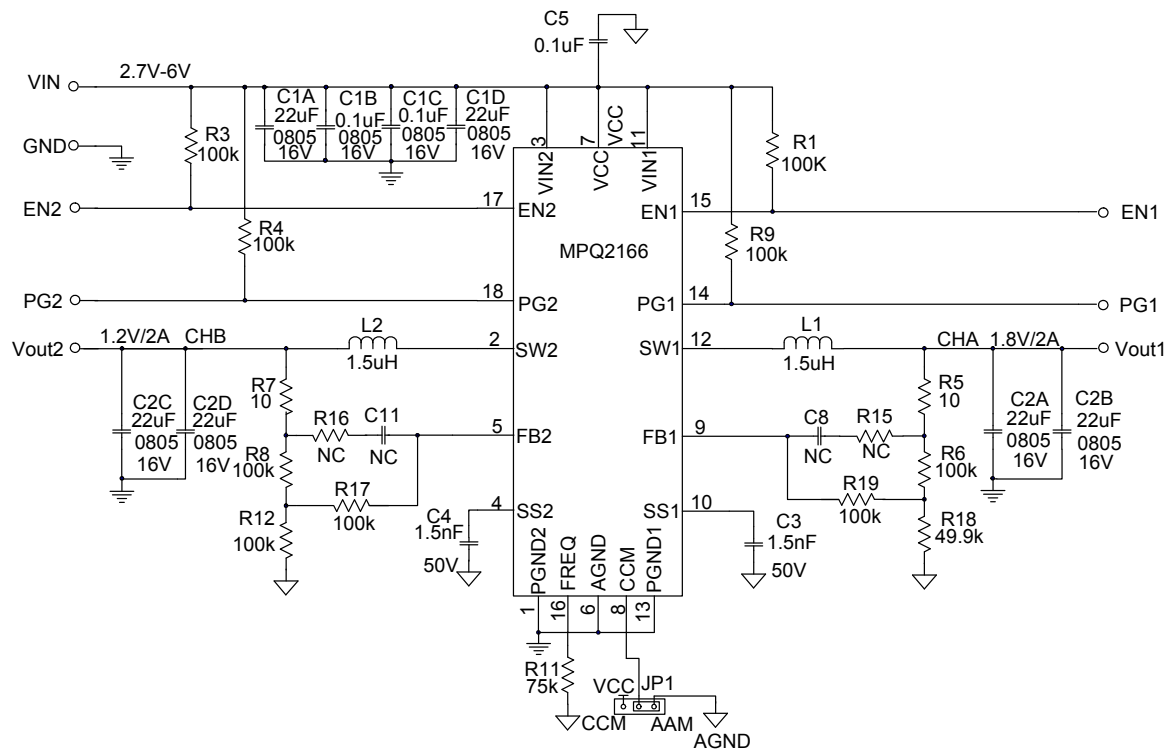 C5
0.1uF
VIN
2.7V-6V
C1A
22uF
0805
16V
C1B
0.1uF
0805
16V
C1C
0.1uF
0805
16V
C1D
22uF
0805
16V
R3
100k
GND
3
VIN2
7
VCC
VCC
11
VIN1
R1
100K
EN2
17
EN2
EN1
15
EN1
R4
100k
MPQ2166
R9
100k
PG2
18
PG2
PG1
14
PG1
Vout2
1.2V/2A
CHB
L2
1.5uH
2
SW2
SW1
12
L1
1.5uH
CHA
1.8V/2A
Vout1
C2C
22uF
0805
16V
C2D
22uF
0805
16V
R7
10
R16
NC
C11
NC
5
FB2
FB1
9
C8
NC
R15
NC
R5
10
C2A
22uF
0805
16V
C2B
22uF
0805
16V
R8
100k
R17
100k
R6
100k
R19
100k
R12
100k
C4
1.5nF
50V
4
SS2
SS1
10
C3
1.5nF
50V
R18
49.9k
PGND2
FREQ
AGND
CCM
PGND1
1
16
6
8
13
R11
75k
VCC
JP1
CCM
AAM
AGND